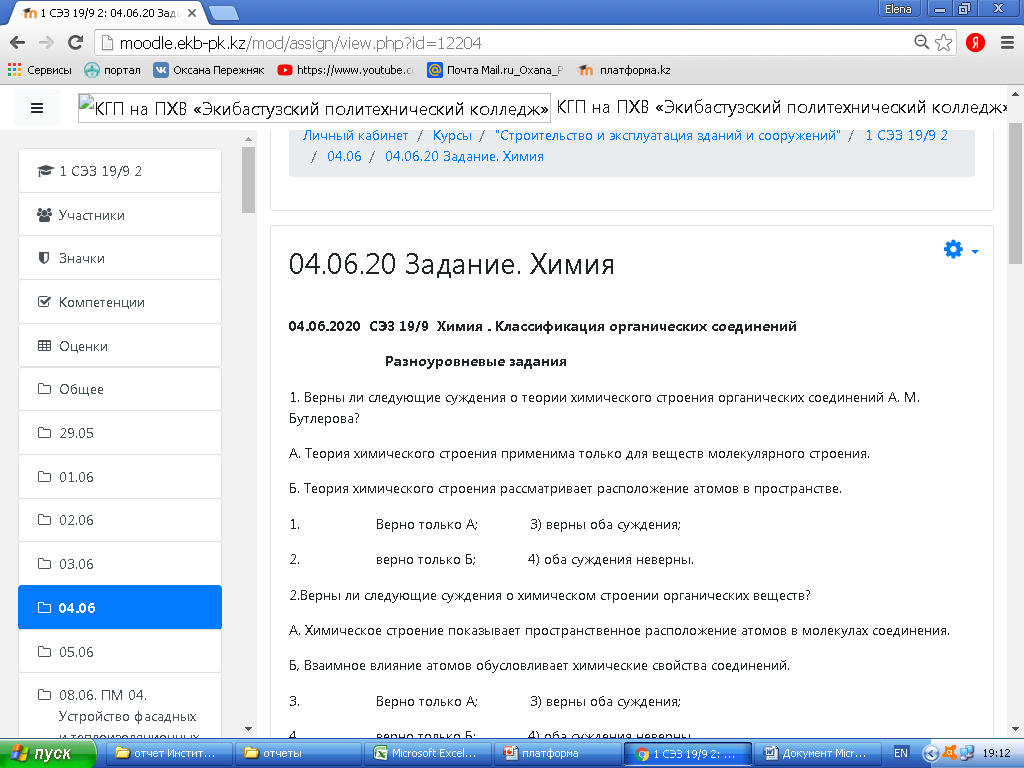 1 СЭЗ 19/9 2: 04.06.20 Зад
Elena
moodle.ekb-pk.kz/mod/assign/view.php?id=12204
Сервисы
портал
Оксана Пережняк
https://www.youtube.c
Почта Mail.ru_Oxana_P
платформа.kz
КГП на ПХВ «Экибастузский политехнический колледж» КГП на ПХВ «Экибастузский политехнический колледж»
Личный кабинет / Курсы / "Строительство и эксплуатация зданий и сооружений" / 1 СЭЗ 19/9 2
/ 04.06 / 04.06.20 Задание. Химия
1 СЭЗ 19/9 2
Участники
Значки
Компетенции
Оценки
Общее
29.05
01.06
02.06
03.06
04.06
05.06
08.06. ПМ 04.
Устройство фасадных
и теплоизоляционных
04.06.20 Задание. Химия
04.06.2020 СЭЗ 19/9 Химия . Классификация органических соединений
Разноуровневые задания
1. Верны ли следующие суждения о теории химического строения органических соединений А. М.
Бутлерова?
А. Теория химического строения применима только для веществ молекулярного строения.
Б. Теория химического строения рассматривает расположение атомов в пространстве.
1. Верно только А; 3) верны оба суждения;
2. верно только Б; 4) оба суждения неверны.
2.Верны ли следующие суждения о химическом строении органических веществ?
А. Химическое строение показывает пространственное расположение атомов в молекулах соединения.
Б, Взаимное влияние атомов обусловливает химические свойства соединений.
3. Верно только А; 3) верны оба суждения;
4. верно только Б; 4) оба суждения неверны.
пуск
отчет Инстит...
отчеты
Microsoft Excel...
платформа
1 СЭЗ 19/9 2: ...
Документ Micr...
EN
19:12